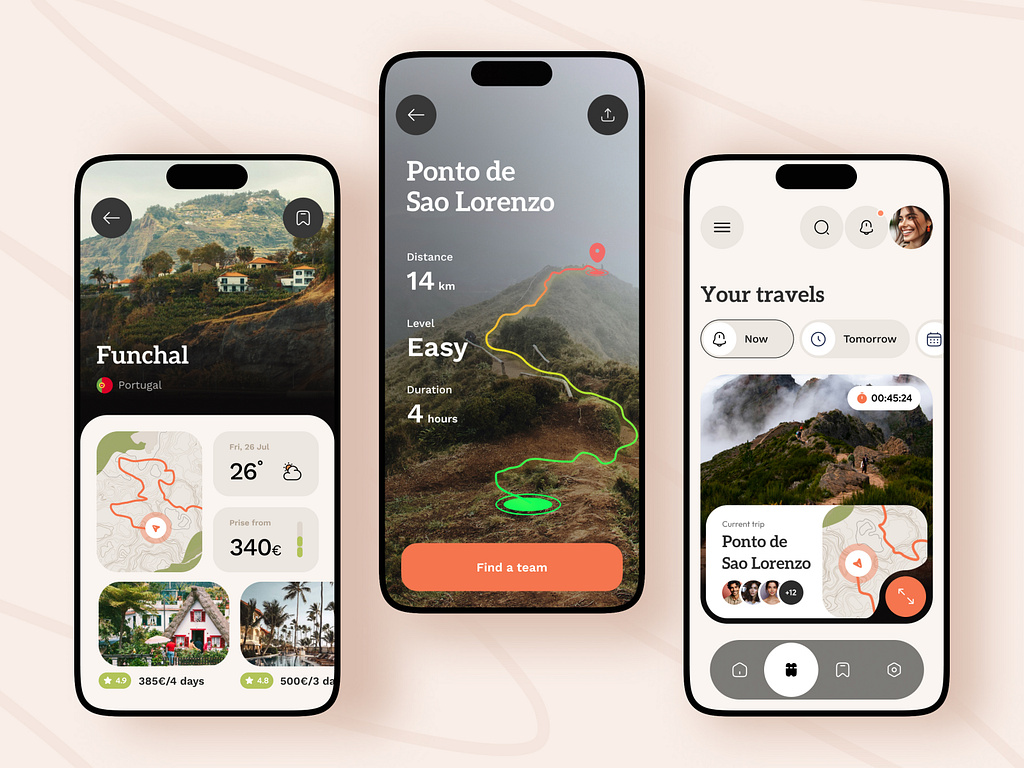 Funchal
Portugal
Fri, 26 Jul
26°
Prise from
340€
4.9
385€/4 days
4.8
500€/3 da
Ponto de
Sao Lorenzo
Distance
14 km
Level
Easy
Duration
4 hours
Find a team
Your travels
Now
Tomorrow
00:45:24
Current trip
Ponto de
Sao Lorenzo
+12